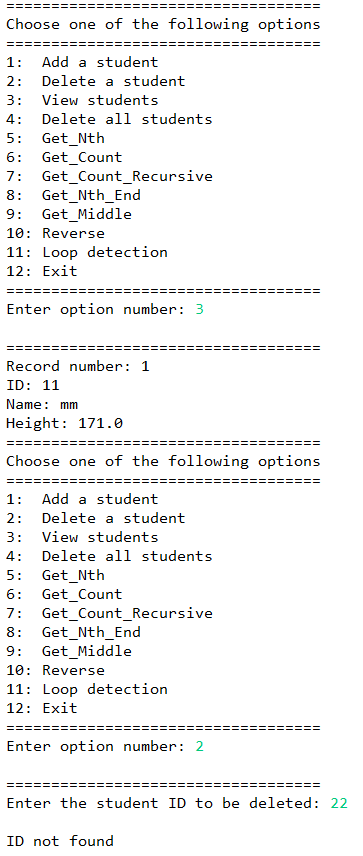 ===================================
Choose one of the following options
===================================
1:  Add a student
2:  Delete a student
3:  View students
4:  Delete all students
5:  Get_Nth
6:  Get_Count
7:  Get_Count_Recursive
8:  Get_Nth_End
9:  Get_Middle
10: Reverse
11: Loop detection
12: Exit
===================================
Enter option number: 3
===================================
Record number: 1
ID: 11
Name: mm
Height: 171.0
===================================
Choose one of the following options
===================================
1:  Add a student
2:  Delete a student
3:  View students
4:  Delete all students
5:  Get_Nth
6:  Get_Count
7:  Get_Count_Recursive
8:  Get_Nth_End
9:  Get_Middle
10: Reverse
11: Loop detection
12: Exit
===================================
Enter option number: 2
===================================
Enter the student ID to be deleted: 22
ID not found